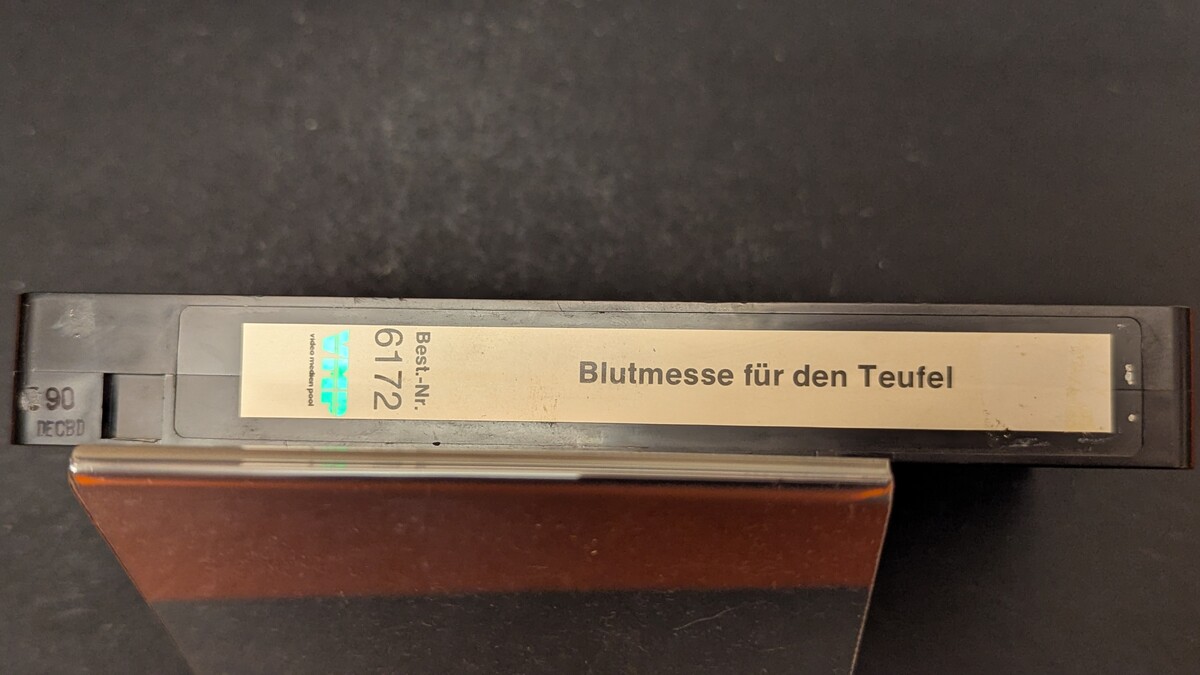 Blutmesse für den Teufel
Best.-Nr.
6172
VMP
video medien pool
90
DECBD